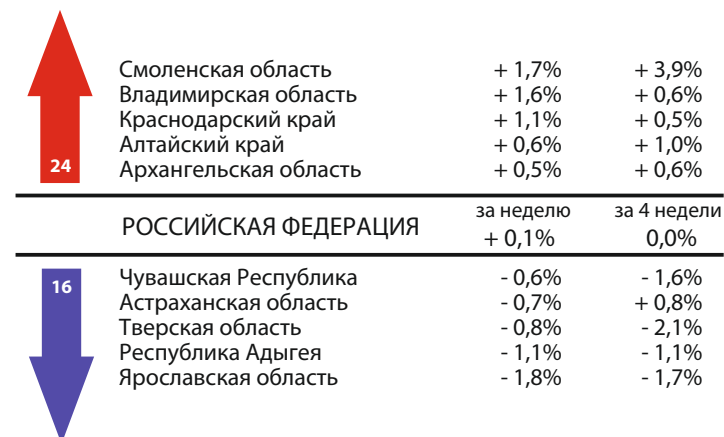 Смоленская область + 1,7% + 3,9%
Владимирская область + 1,6% + 0,6%
Краснодарский край + 1,1% + 0,5%
Алтайский край + 0,6% + 1,0%
24 Архангельская область + 0,5% + 0,6%
РОССИЙСКАЯ ФЕДЕРАЦИЯ за неделю за 4 недели
+ 0,1% 0,0%
16 Чувашская Республика - 0,6% - 1,6%
Астраханская область - 0,7% + 0,8%
Тверская область - 0,8% - 2,1%
Республика Адыгея - 1,1% - 1,1%
Ярославская область - 1,8% - 1,7%